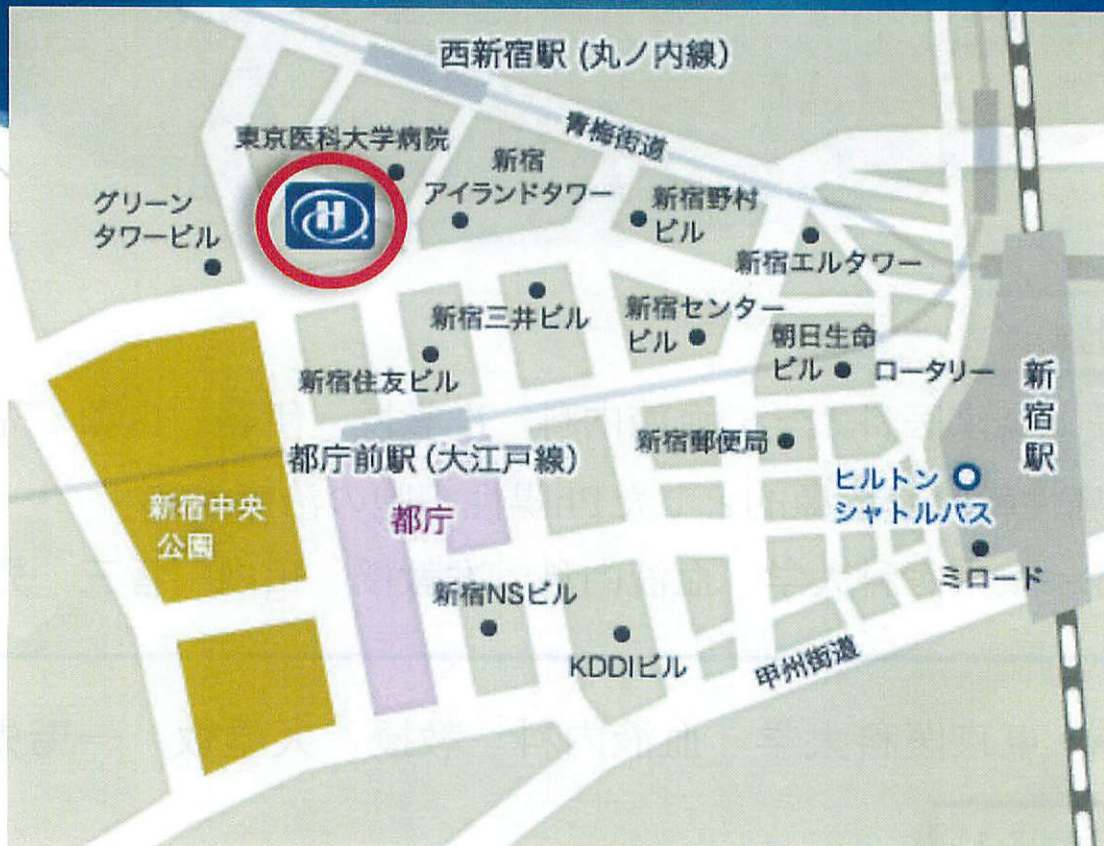 西新宿駅 (丸ノ内線)
青梅街道
東京医科大学病院
新宿
アイランドタワー
グリーン
タワービル
H
新宿野村
ビル
新宿エルタワー
新宿三井ビル
新宿センター
ビル
朝日生命
ビル
ロータリー
新宿住友ビル
新宿駅
都庁前駅 (大江戸線)
新宿郵便局
ヒルトン
シャトルバス
新宿中央
公園
都庁
ミロード
新宿NSビル
KDDIビル
甲州街道